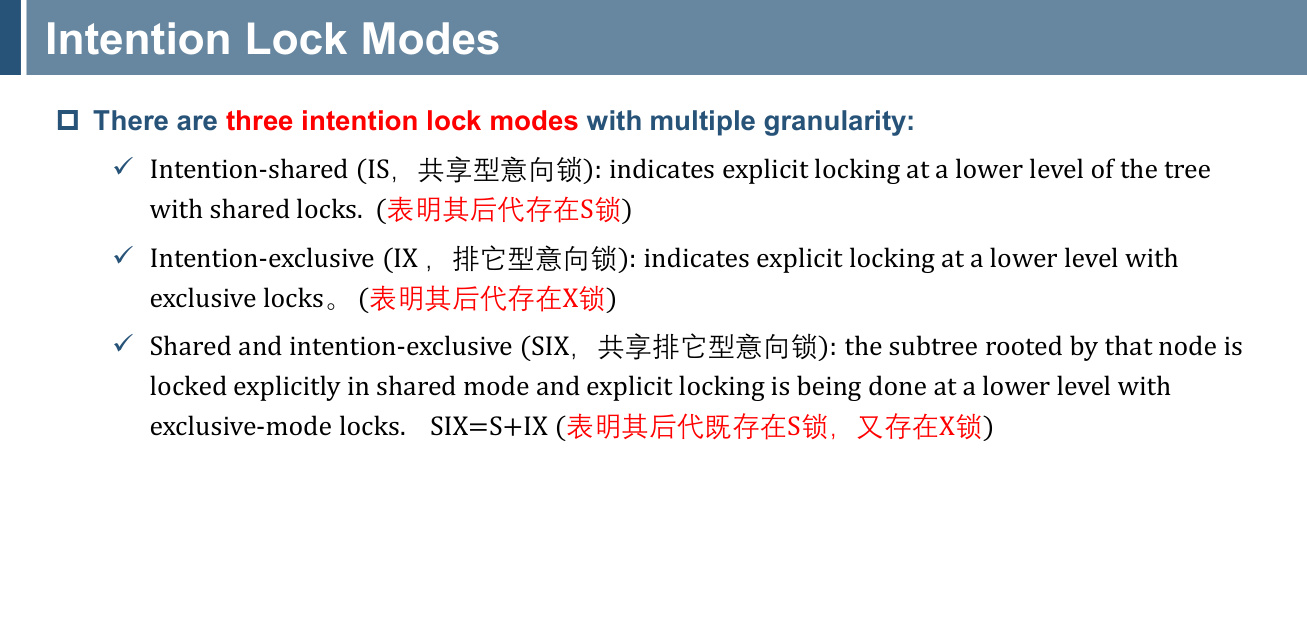 Intention Lock Modes
There are three intention lock modes with multiple granularity:
Intention-shared (IS，共享型意向锁): indicates explicit locking at a lower level of the tree
with shared locks. (表明其后代存在S锁)
Intention-exclusive (IX ，排它型意向锁): indicates explicit locking at a lower level with
exclusive locks。 (表明其后代存在X锁)
Shared and intention-exclusive (SIX，共享排它型意向锁): the subtree rooted by that node is
locked explicitly in shared mode and explicit locking is being done at a lower level with
exclusive-mode locks. SIX=S+IX (表明其后代既存在S锁，又存在X锁)